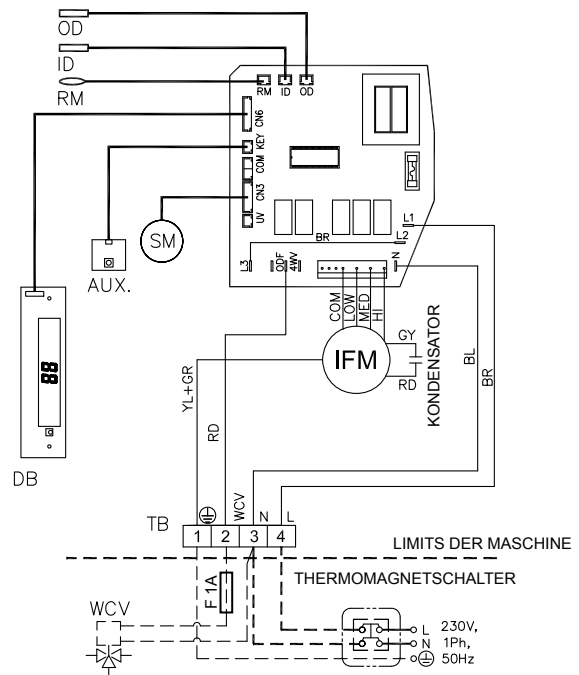 OD
ID
RM
RM ID OD
CN6
KEY
COM
CN3
UV
SM
AUX.
BR
L1
L2
L3
ODF
4WV
N
COM
LOW
MED
HI
IFM
GY
RD
KONDENSATOR
BL
BR
YL+GR
RD
88
DB
WCV
N
L
TB
1 2 3 4
LIMITS DER MASCHINE
THERMOMAGNETSCHALTER
F 1A
WCV
L 230V,
N 1Ph,
50Hz